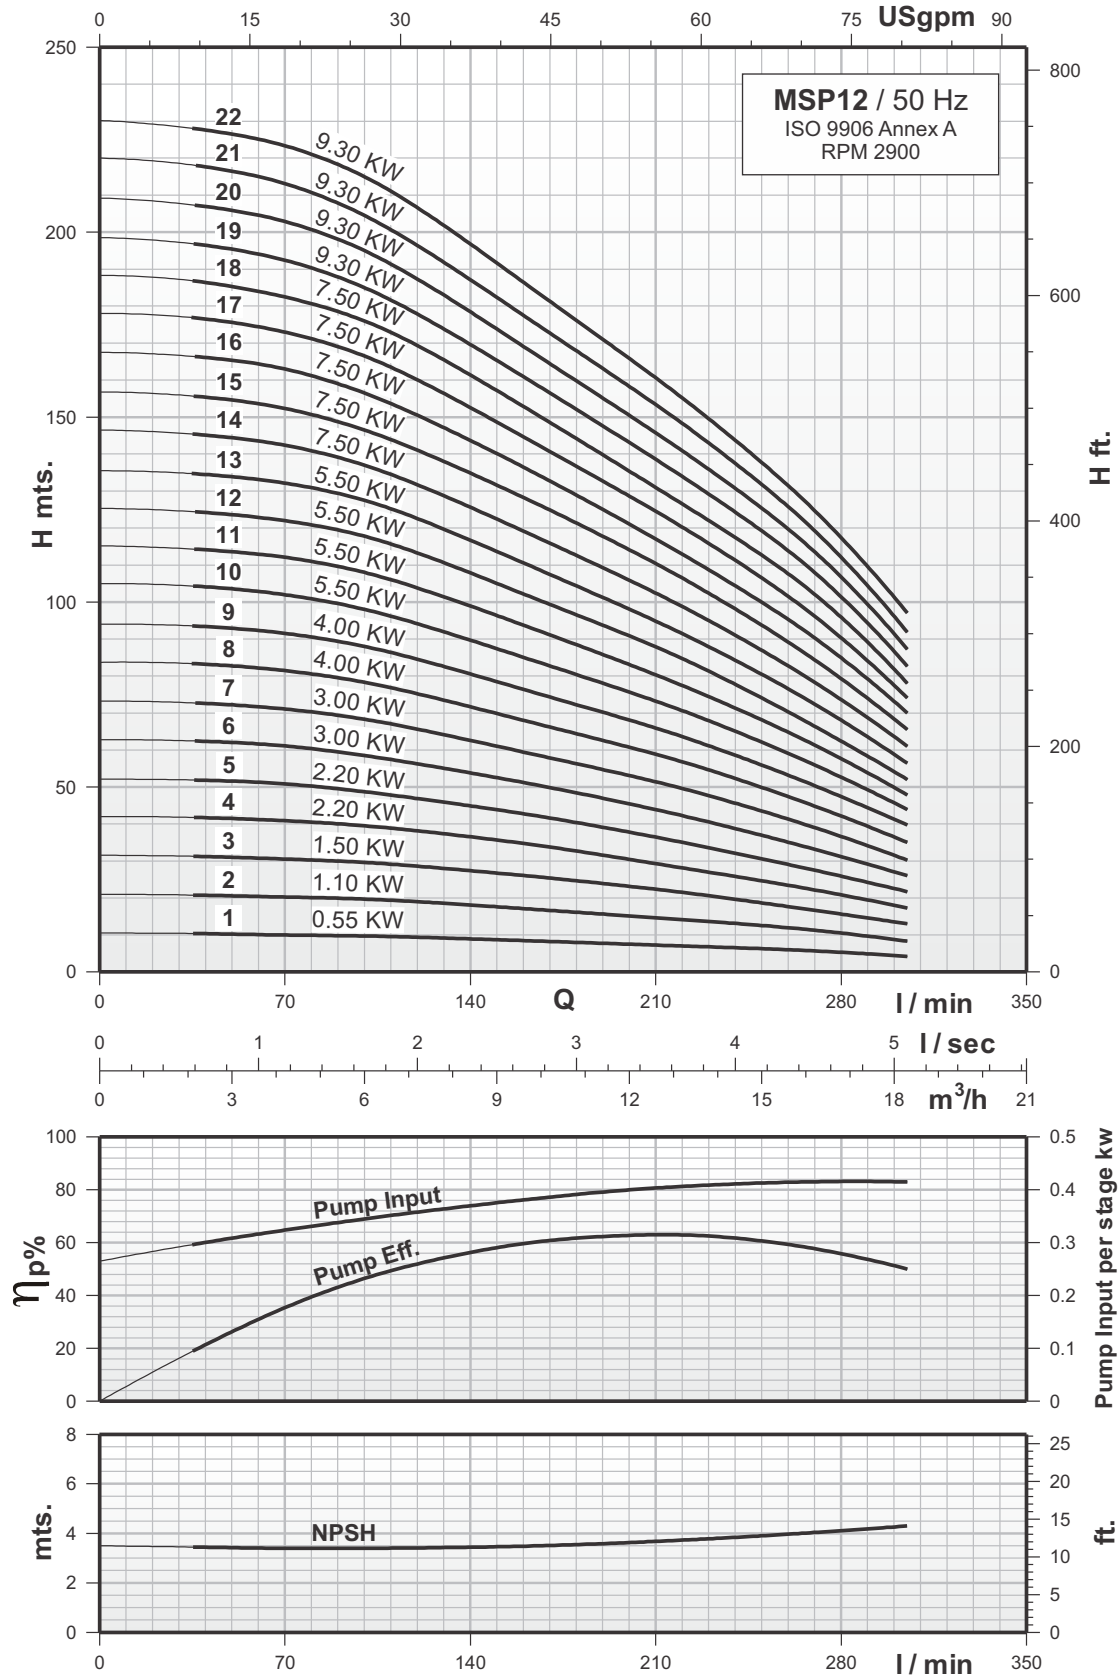 0 15 30 45 60 75 USgpm 90
250
800
MSP12 / 50 Hz
ISO 9906 Annex A
RPM 2900
22
9.30 KW
21
9.30 KW
20
9.30 KW
200
19
9.30 KW
18
7.50 KW
600
17
7.50 KW
16
7.50 KW
15
7.50 KW
150
14
7.50 KW
13
5.50 KW
H mts.
H ft.
12
5.50 KW
400
11
5.50 KW
10
5.50 KW
100
9
4.00 KW
8
4.00 KW
7
3.00 KW
6
3.00 KW
200
5
2.20 KW
50
4
2.20 KW
3
1.50 KW
2
1.10 KW
1
0.55 KW
0
0
0 70 140 Q 210 280 l / min 350
0 1 2 3 4 5 l / sec
0 3 6 9 12 15 18 m³/h 21
100
0.5
80
0.4
Pump Input
60
0.3
Pump Eff.
ηp%
Pump Input per stage kw
40
0.2
20
0.1
0
0
8
25
6
20
mts.
ft.
15
4
NPSH
10
2
5
0
0
0 70 140 210 280 l / min 350